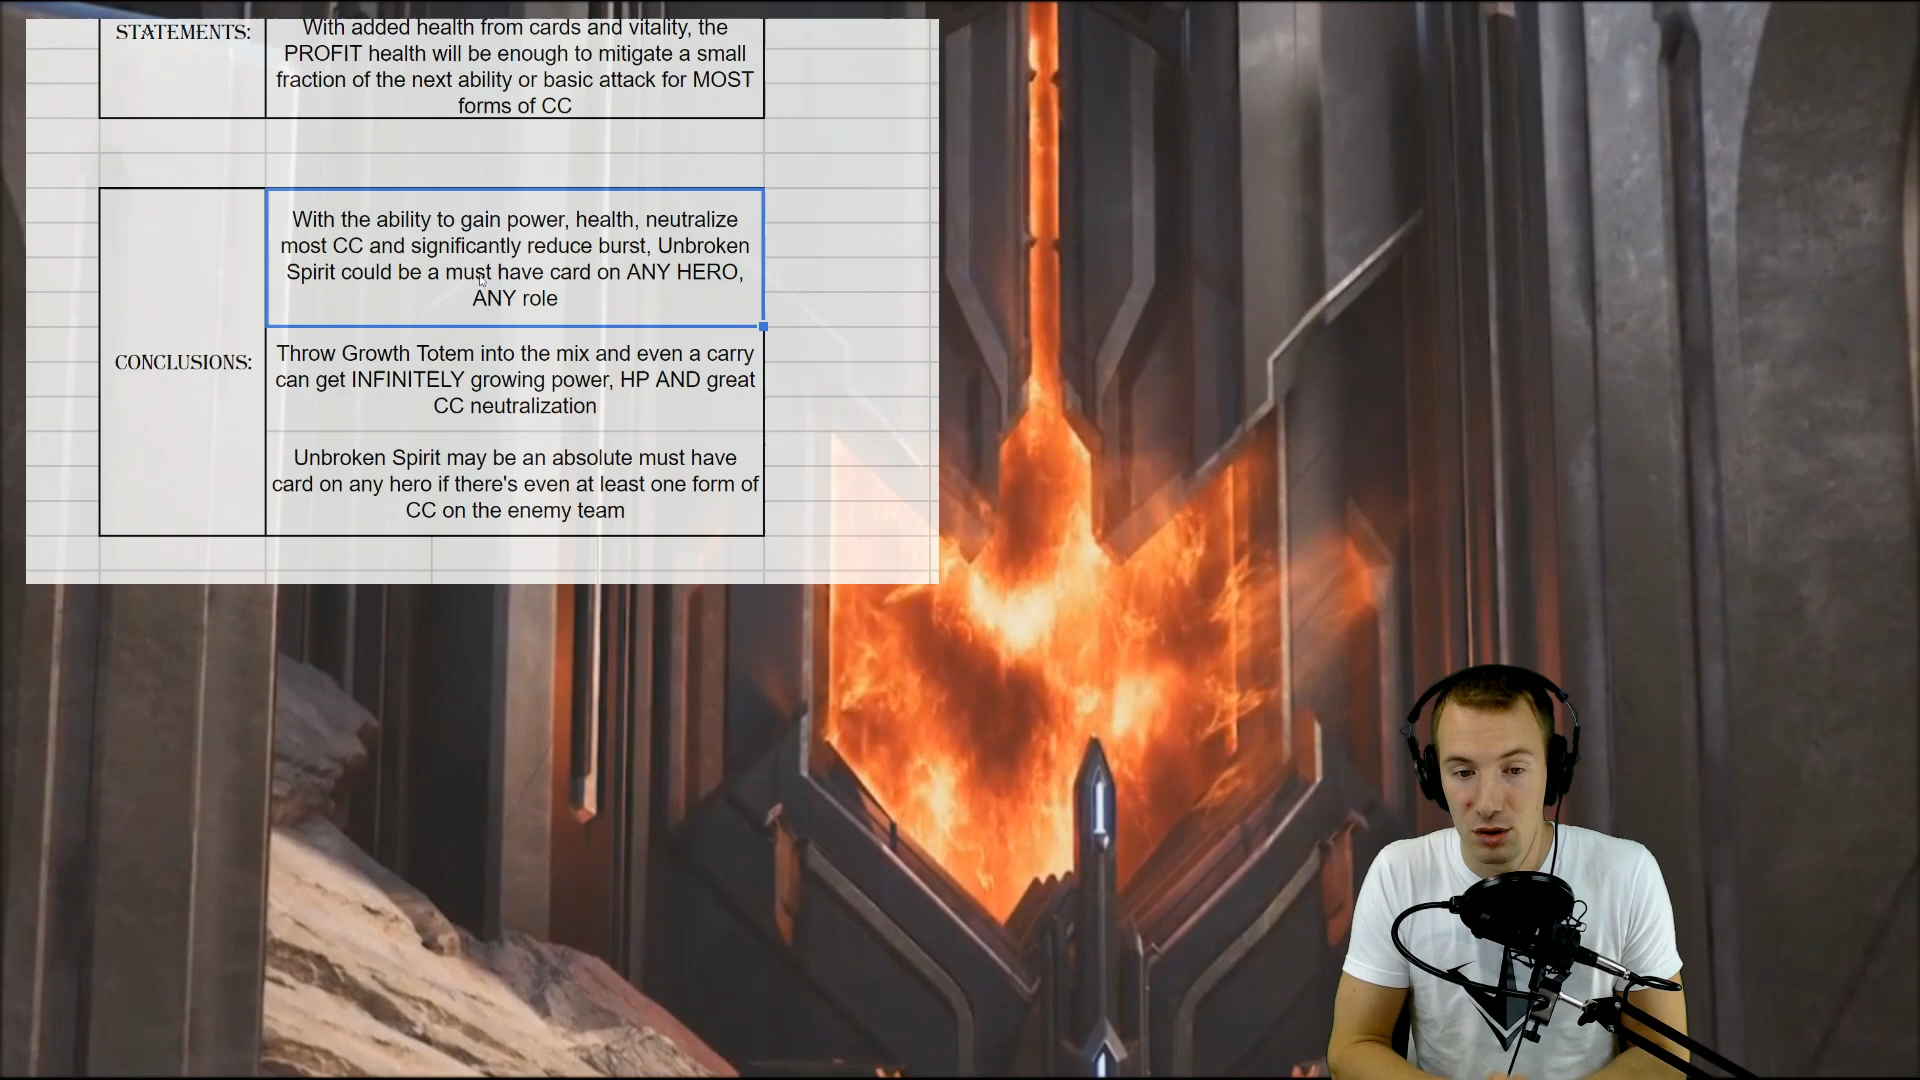 STATEMENTS:
With added health from cards and vitality, the
PROFIT health will be enough to mitigate a small
fraction of the next ability or basic attack for MOST
forms of CC
CONCLUSIONS:
With the ability to gain power, health, neutralize
most CC and significantly reduce burst, Unbroken
Spirit could be a must have card on ANY HERO,
ANY role
Throw Growth Totem into the mix and even a carry
can get INFINITELY growing power, HP AND great
CC neutralization
Unbroken Spirit may be an absolute must have
card on any hero if there's even at least one form of
CC on the enemy team